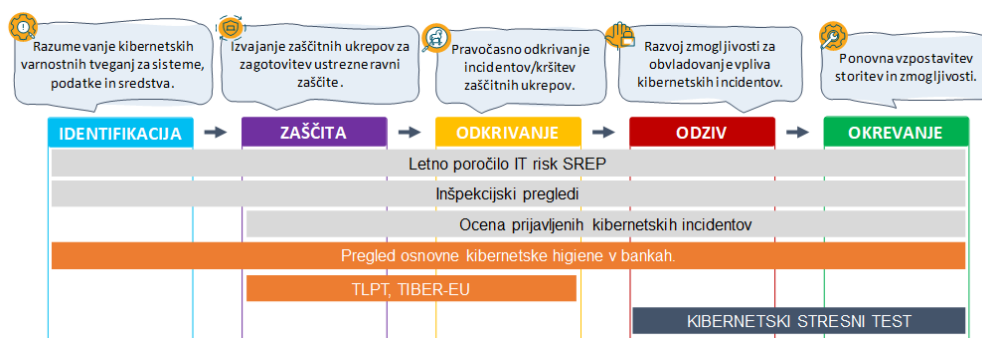 Razumevanje kibernetskih
varnostnih tveganj za sisteme,
podatke in sredstva.
Izvajanje zaščitnih ukrepov za
zagotovitev ustrezne ravni
zaščite.
Pravočasno odkrivanje
incidentov/kršitev
zaščitnih ukrepov.
Razvoj zmogljivosti za
obvladovanje vpliva
kibernetskih incidentov.
Ponovna vzpostavitev
storitev in zmogljivosti.
IDENTIFIKACIJA
ZAŠČITA
ODKRIVANJE
ODZIV
OKREVANJE
Letno poročilo IT risk SREP
Inšpekcijski pregledi
Ocena prijavljenih kibernetskih incidentov
Pregled osnovne kibernetske higiene v bankah.
TLPT, TIBER-EU
KIBERNETSKI STRESNI TEST